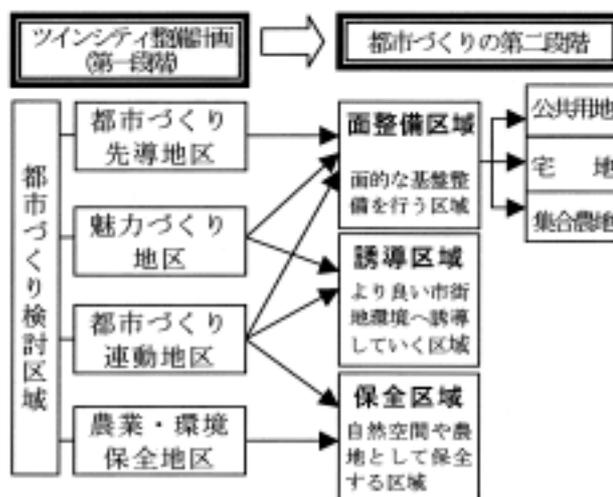 ツインシティ整備計画
(第一段階)
都市づくりの第二段階
都市づくり検討区域
都市づくり
先導地区
魅力づくり
地区
都市づくり
連動地区
農業・環境
保全地区
面整備区域
面的な基盤整
備を行う区域
誘導区域
より良い市街
地環境へ誘導
していく区域
保全区域
自然空間や農
地として保全
する区域
公共用地
宅　地
集合農地